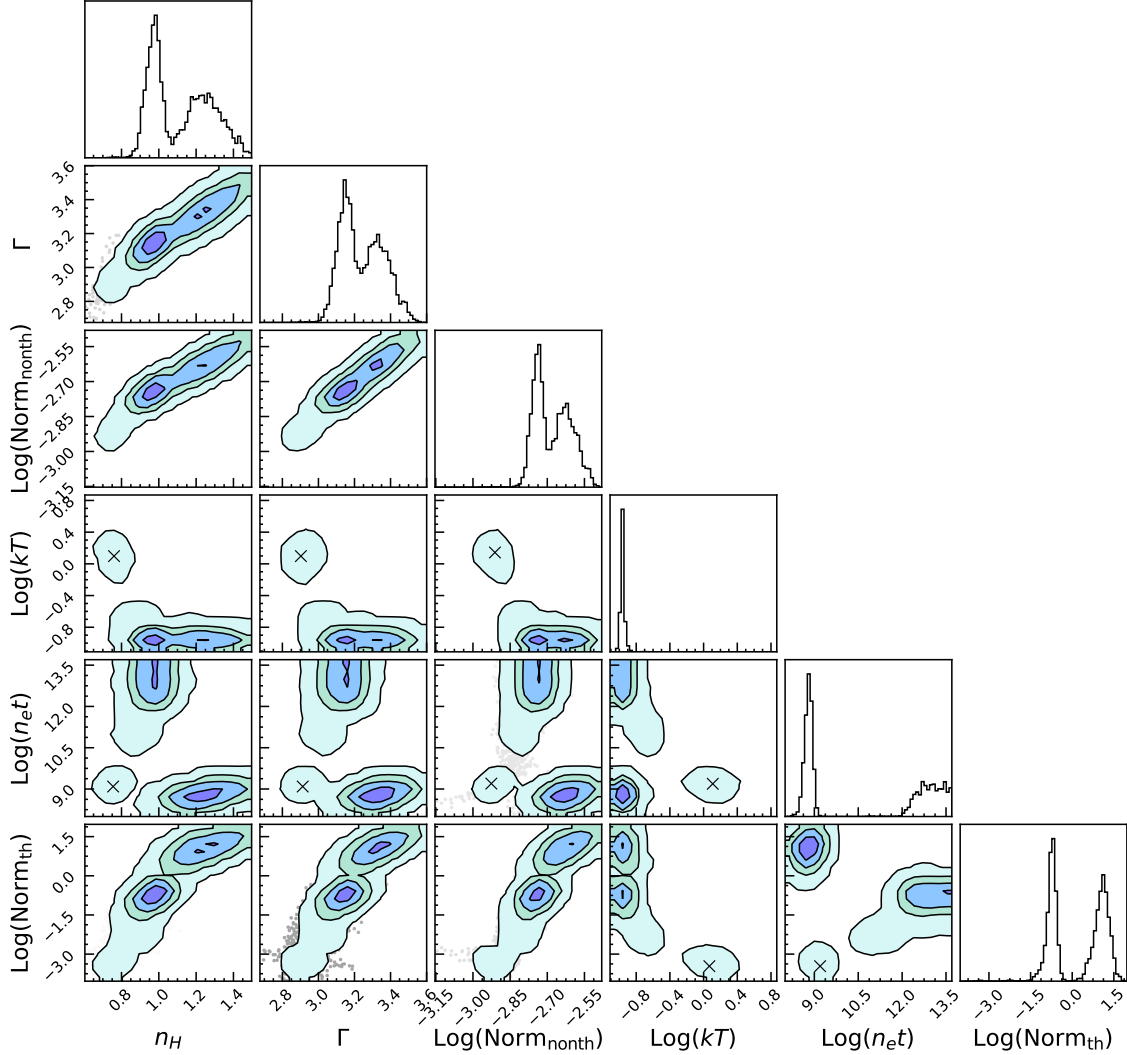 3.6
3.4
3.2
3.0
2.8
Γ
−2.55
−2.70
−2.85
−3.00
−3.15
Log(Norm_nonth)
0.8
0.4
0.0
−0.4
−0.8
Log(kT)
13.5
12.0
10.5
9.0
Log(n_e t)
1.5
0.0
−1.5
−3.0
Log(Norm_th)
0.8 1.0 1.2 1.4
2.8 3.0 3.2 3.4 3.6
−3.15 −3.00 −2.85 −2.70 −2.55
−0.8 −0.4 0.0 0.4 0.8
9.0 10.5 12.0 13.5
−3.0 −1.5 0.0 1.5
n_H Γ Log(Norm_nonth) Log(kT) Log(n_e t) Log(Norm_th)